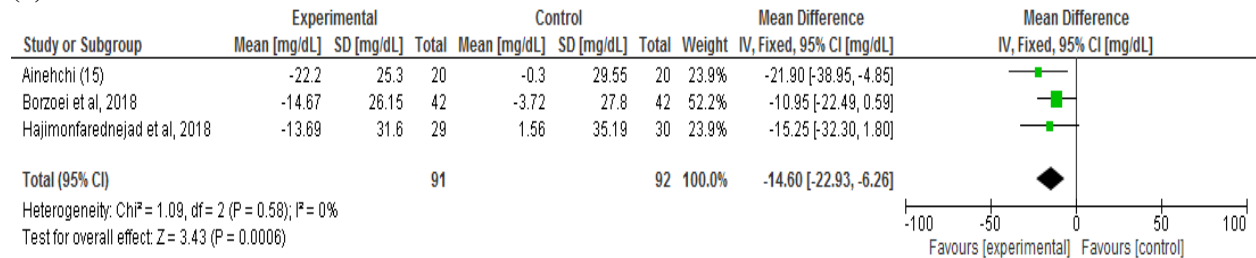 Experimental Control Mean Difference Mean Difference
Study or Subgroup Mean [mg/dL] SD [mg/dL] Total Mean [mg/dL] SD [mg/dL] Total Weight IV, Fixed, 95% CI [mg/dL] IV, Fixed, 95% CI [mg/dL]
Ainehchi (15) -22.2 25.3 20 -0.3 29.55 20 23.9% -21.90 [-38.95, -4.85]
Borzoei et al, 2018 -14.67 26.15 42 -3.72 27.8 42 52.2% -10.95 [-22.49, 0.59]
Hajimonfarednejad et al, 2018 -13.69 31.6 29 1.56 35.19 30 23.9% -15.25 [-32.30, 1.80]
Total (95% CI) 91 92 100.0% -14.60 [-22.93, -6.26]
Heterogeneity: Chi² = 1.09, df = 2 (P = 0.58); I² = 0%
Test for overall effect: Z = 3.43 (P = 0.0006)
-100 -50 0 50 100
Favours [experimental] Favours [control]